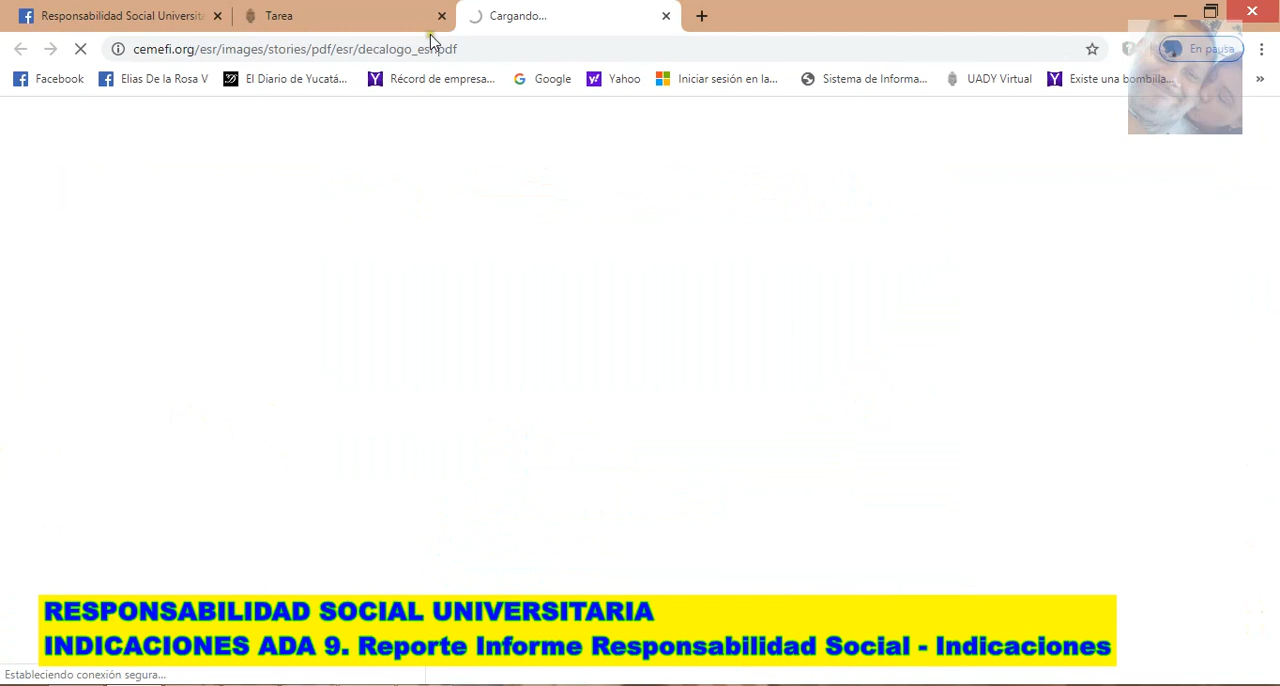 Responsabilidad Social Universita
Tarea
Cargando...
cemefi.org/esr/images/stories/pdf/esr/decalogo_esr.pdf
En pausa
Facebook
Elias De la Rosa V
El Diario de Yucatá...
Récord de empresa...
Google
Yahoo
Iniciar sesión en la...
Sistema de Informa...
UADY Virtual
Existe una bombilla...
RESPONSABILIDAD SOCIAL UNIVERSITARIA
INDICACIONES ADA 9. Reporte Informe Responsabilidad Social - Indicaciones
Estableciendo conexión segura...